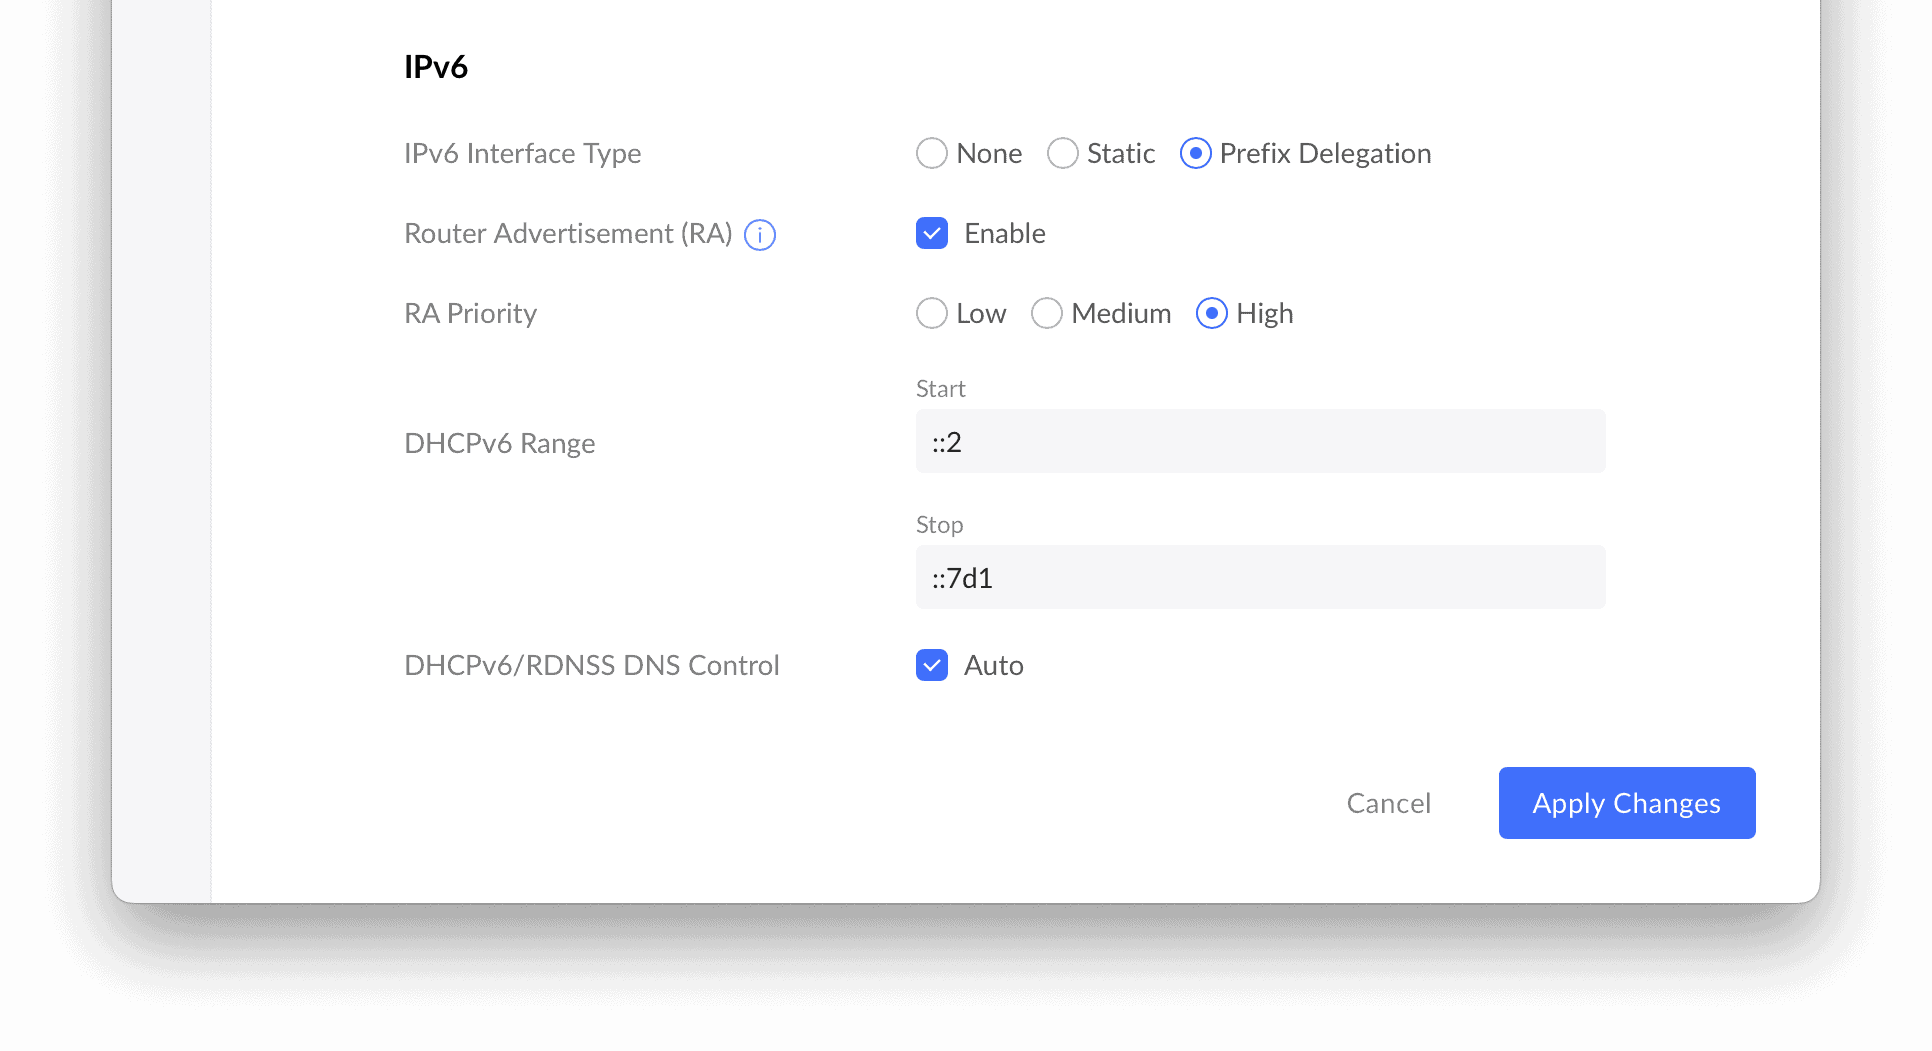 IPv6
IPv6 Interface Type None Static Prefix Delegation
Router Advertisement (RA) i Enable
RA Priority Low Medium High
Start
DHCPv6 Range ::2
Stop
::7d1
DHCPv6/RDNSS DNS Control Auto
Cancel Apply Changes